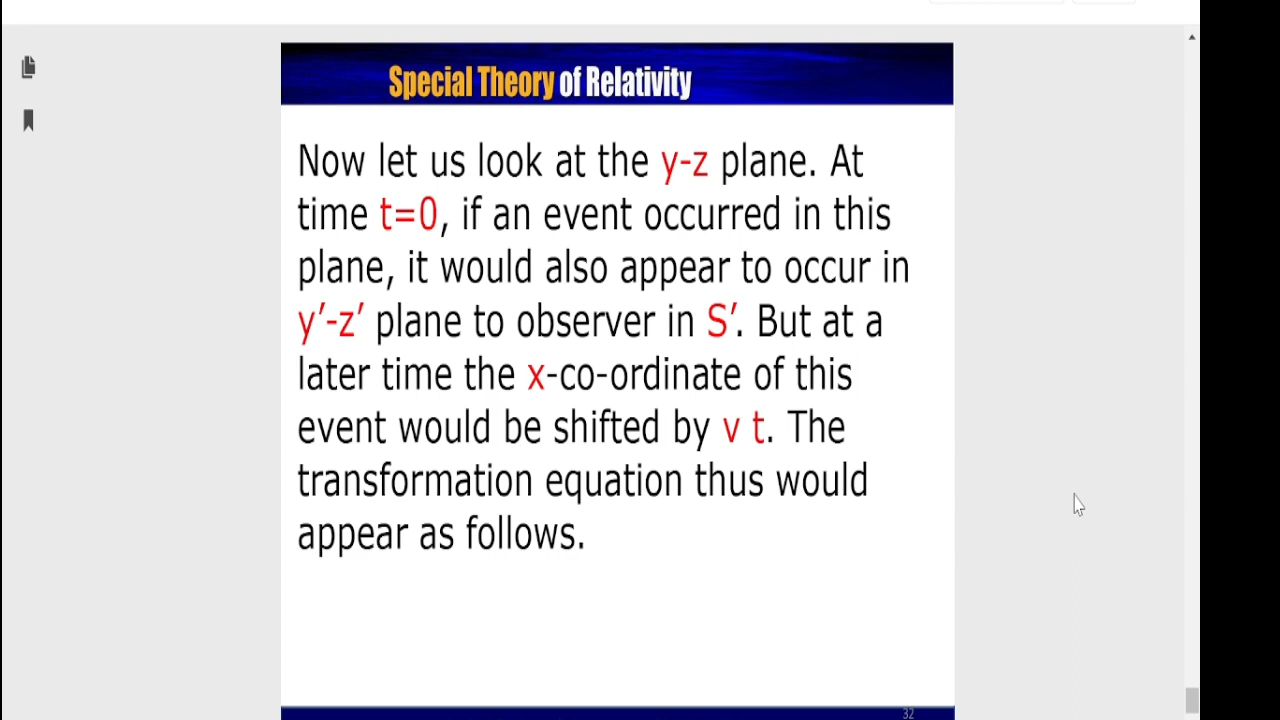 Special Theory of Relativity
Now let us look at the y-z plane. At
time t=0, if an event occurred in this
plane, it would also appear to occur in
y′-z′ plane to observer in S′. But at a
later time the x-co-ordinate of this
event would be shifted by v t. The
transformation equation thus would
appear as follows.
32